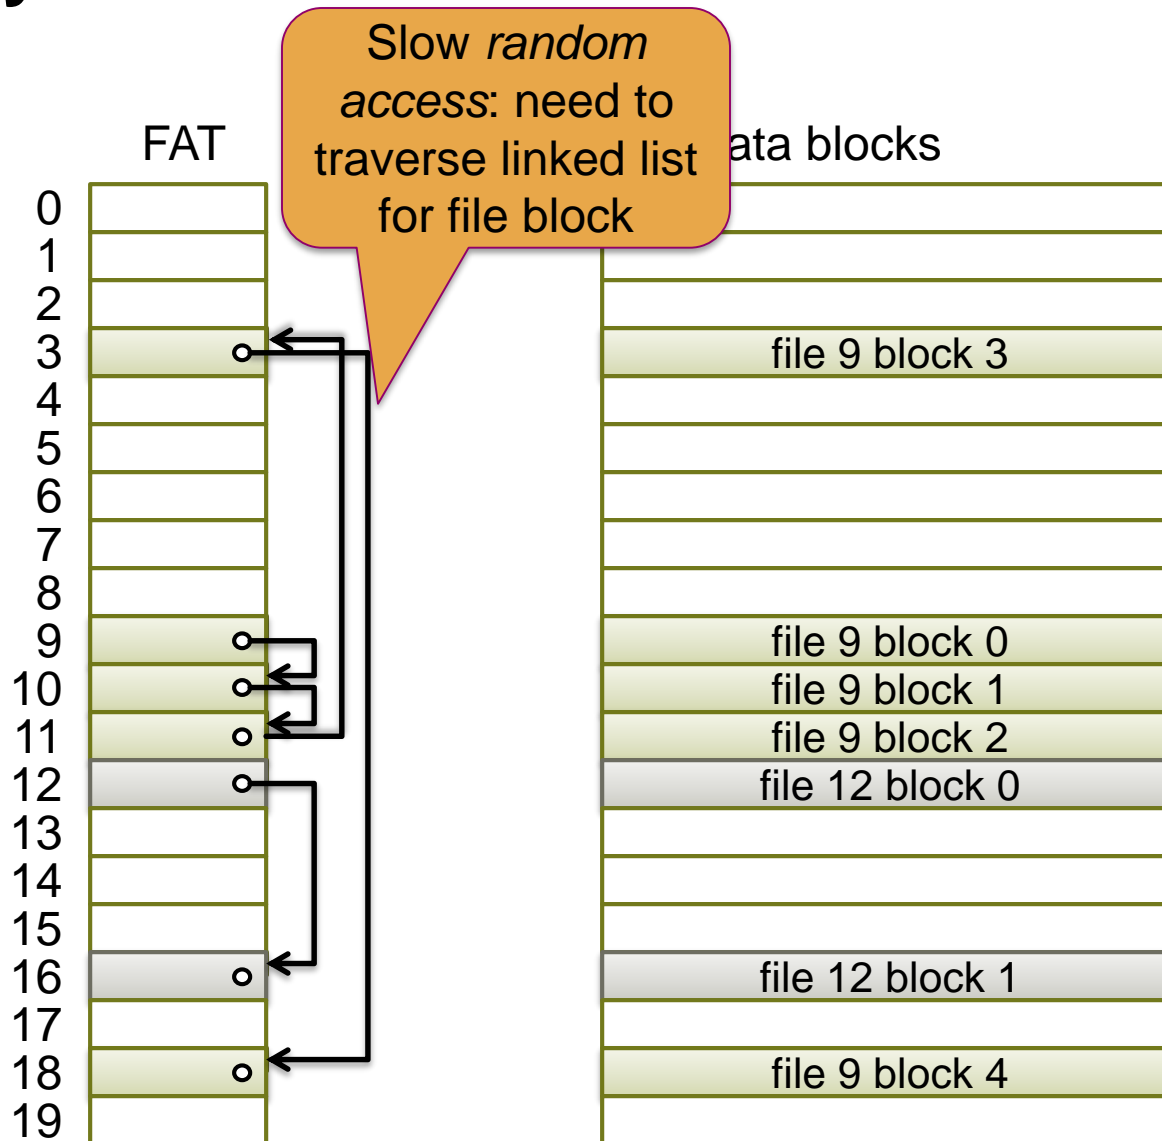 Slow random
access: need to
traverse linked list
for file block
FAT
ata blocks
0
1
2
3
file 9 block 3
4
5
6
7
8
9
file 9 block 0
10
file 9 block 1
11
file 9 block 2
12
file 12 block 0
13
14
15
16
file 12 block 1
17
18
file 9 block 4
19